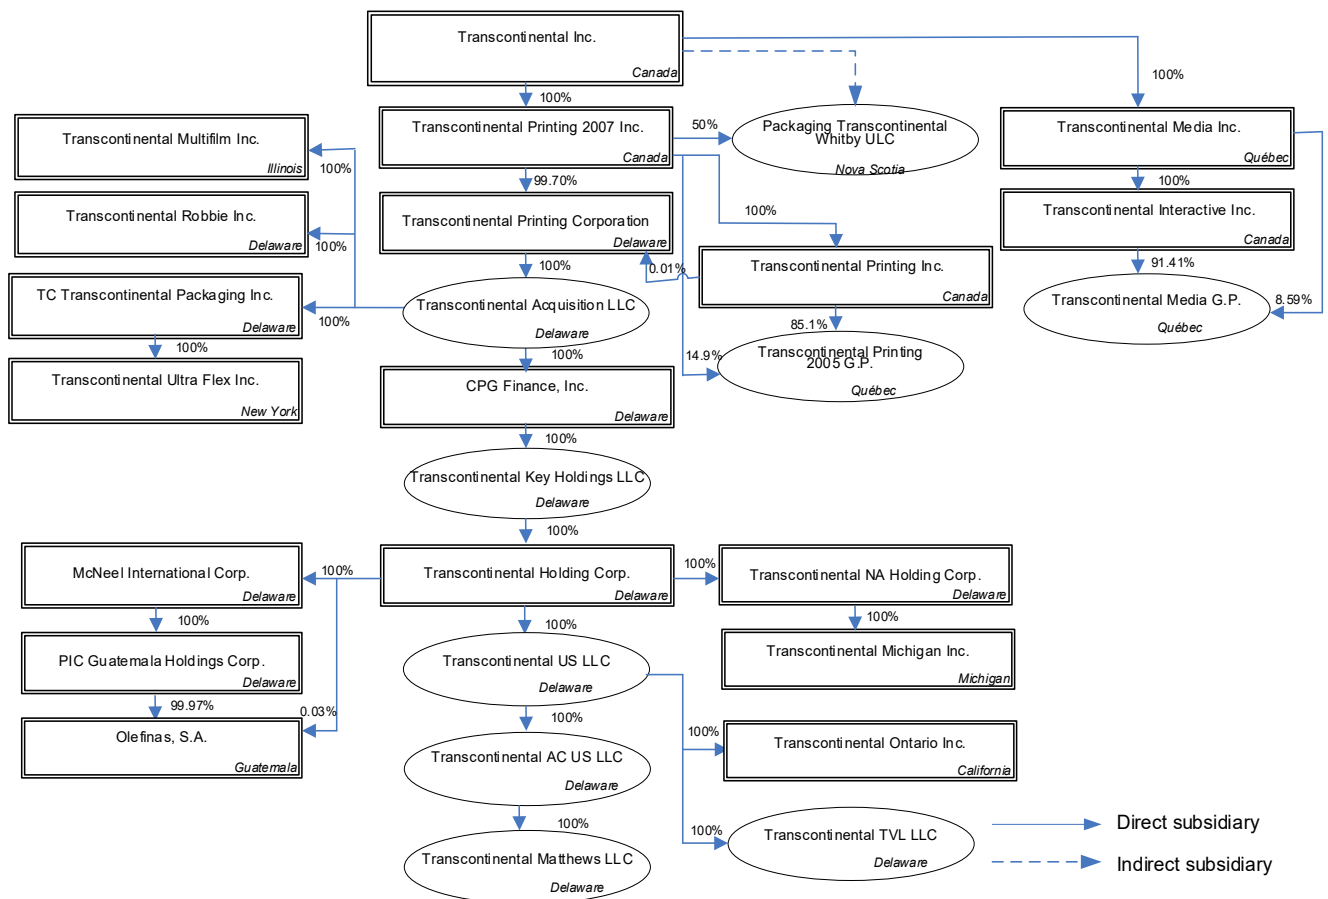 Transcontinental Inc.
Canada
100%
100%
Transcontinental Printing 2007 Inc.
Canada
50%
Packaging Transcontinental
Whitby ULC
Nova Scotia
Transcontinental Media Inc.
Québec
Transcontinental Multifilm Inc.
Illinois
100%
99.70%
100%
Transcontinental Robbie Inc.
Delaware
100%
Transcontinental Printing Corporation
Delaware
100%
Transcontinental Interactive Inc.
Canada
100%
0.01%
Transcontinental Printing Inc.
Canada
91.41%
TC Transcontinental Packaging Inc.
Delaware
100%
Transcontinental Acquisition LLC
Delaware
Transcontinental Media G.P.
Québec
8.59%
100%
100%
85.1%
14.9%
Transcontinental Printing
2005 G.P.
Québec
Transcontinental Ultra Flex Inc.
New York
CPG Finance, Inc.
Delaware
100%
Transcontinental Key Holdings LLC
Delaware
100%
McNeel International Corp.
Delaware
100%
Transcontinental Holding Corp.
Delaware
100%
Transcontinental NA Holding Corp.
Delaware
100%
100%
100%
PIC Guatemala Holdings Corp.
Delaware
Transcontinental US LLC
Delaware
Transcontinental Michigan Inc.
Michigan
99.97%
0.03%
100%
Olefinas, S.A.
Guatemala
100%
Transcontinental Ontario Inc.
California
Transcontinental AC US LLC
Delaware
100%
100%
Transcontinental TVL LLC
Delaware
Transcontinental Matthews LLC
Delaware
Direct subsidiary
Indirect subsidiary